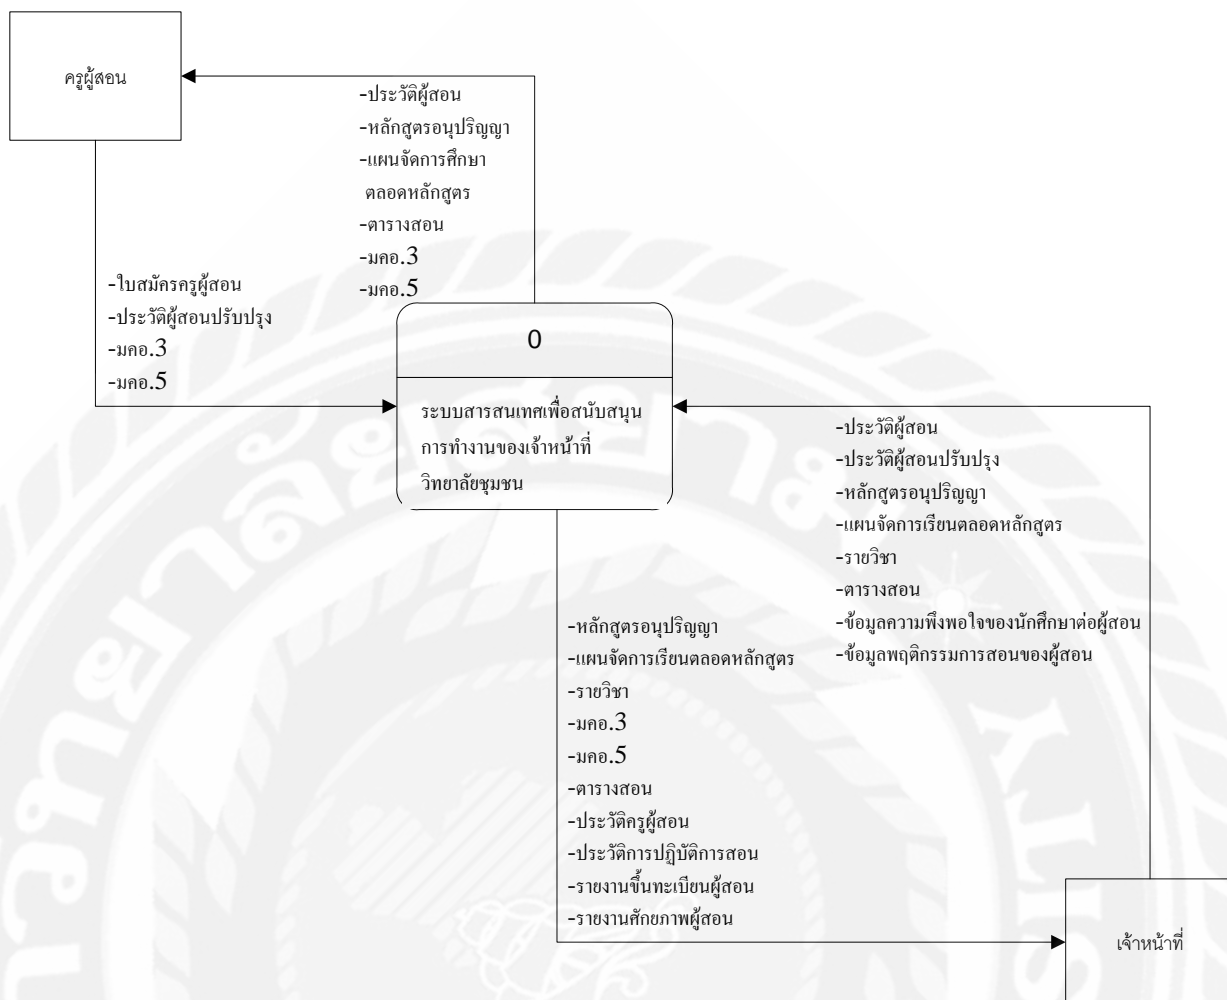 ครูผู้สอน
-ประวัติผู้สอน
-หลักสูตรอนุปริญญา
-แผนจัดการศึกษา
ตลอดหลักสูตร
-ตารางสอน
-มคอ.3
-มคอ.5
-ใบสมัครครูผู้สอน
-ประวัติผู้สอนปรับปรุง
-มคอ.3
-มคอ.5
0
ระบบสารสนเทศเพื่อสนับสนุน
การทำงานของเจ้าหน้าที่
วิทยาลัยชุมชน
-ประวัติผู้สอน
-ประวัติผู้สอนปรับปรุง
-หลักสูตรอนุปริญญา
-แผนจัดการเรียนตลอดหลักสูตร
-รายวิชา
-ตารางสอน
-ข้อมูลความพึงพอใจของนักศึกษาต่อผู้สอน
-ข้อมูลพฤติกรรมการสอนของผู้สอน
-หลักสูตรอนุปริญญา
-แผนจัดการเรียนตลอดหลักสูตร
-รายวิชา
-มคอ.3
-มคอ.5
-ตารางสอน
-ประวัติครูผู้สอน
-ประวัติการปฏิบัติการสอน
-รายงานขึ้นทะเบียนผู้สอน
-รายงานศักยภาพผู้สอน
เจ้าหน้าที่